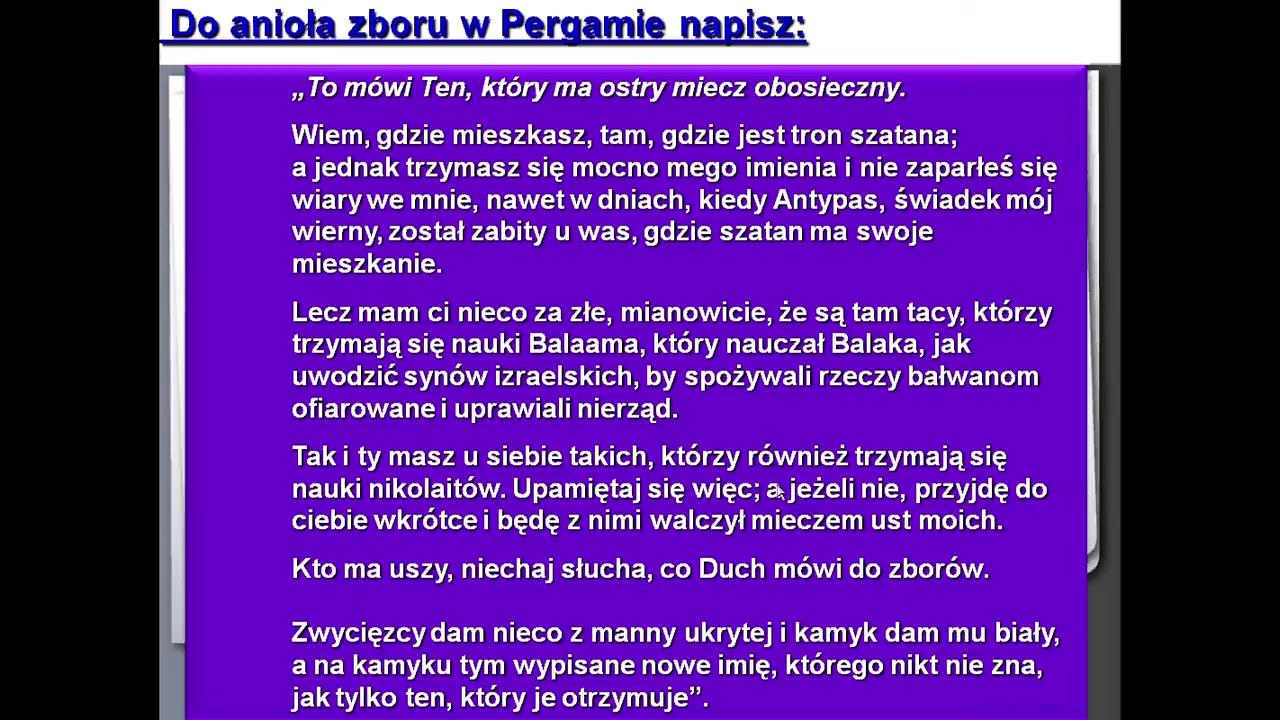 Do anioła zboru w Pergamie napisz:
„To mówi Ten, który ma ostry miecz obosieczny.
Wiem, gdzie mieszkasz, tam, gdzie jest tron szatana;
a jednak trzymasz się mocno mego imienia i nie zaparłeś się
wiary we mnie, nawet w dniach, kiedy Antypas, świadek mój
wierny, został zabity u was, gdzie szatan ma swoje
mieszkanie.
Lecz mam ci nieco za złe, mianowicie, że są tam tacy, którzy
trzymają się nauki Balaama, który nauczał Balaka, jak
uwodzić synów izraelskich, by spożywali rzeczy bałwanom
ofiarowane i uprawiali nierząd.
Tak i ty masz u siebie takich, którzy również trzymają się
nauki nikolaitów. Upamiętaj się więc; a jeżeli nie, przyjdę do
ciebie wkrótce i będę z nimi walczył mieczem ust moich.
Kto ma uszy, niechaj słucha, co Duch mówi do zborów.
Zwycięzcy dam nieco z manny ukrytej i kamyk dam mu biały,
a na kamyku tym wypisane nowe imię, którego nikt nie zna,
jak tylko ten, który je otrzymuje”.